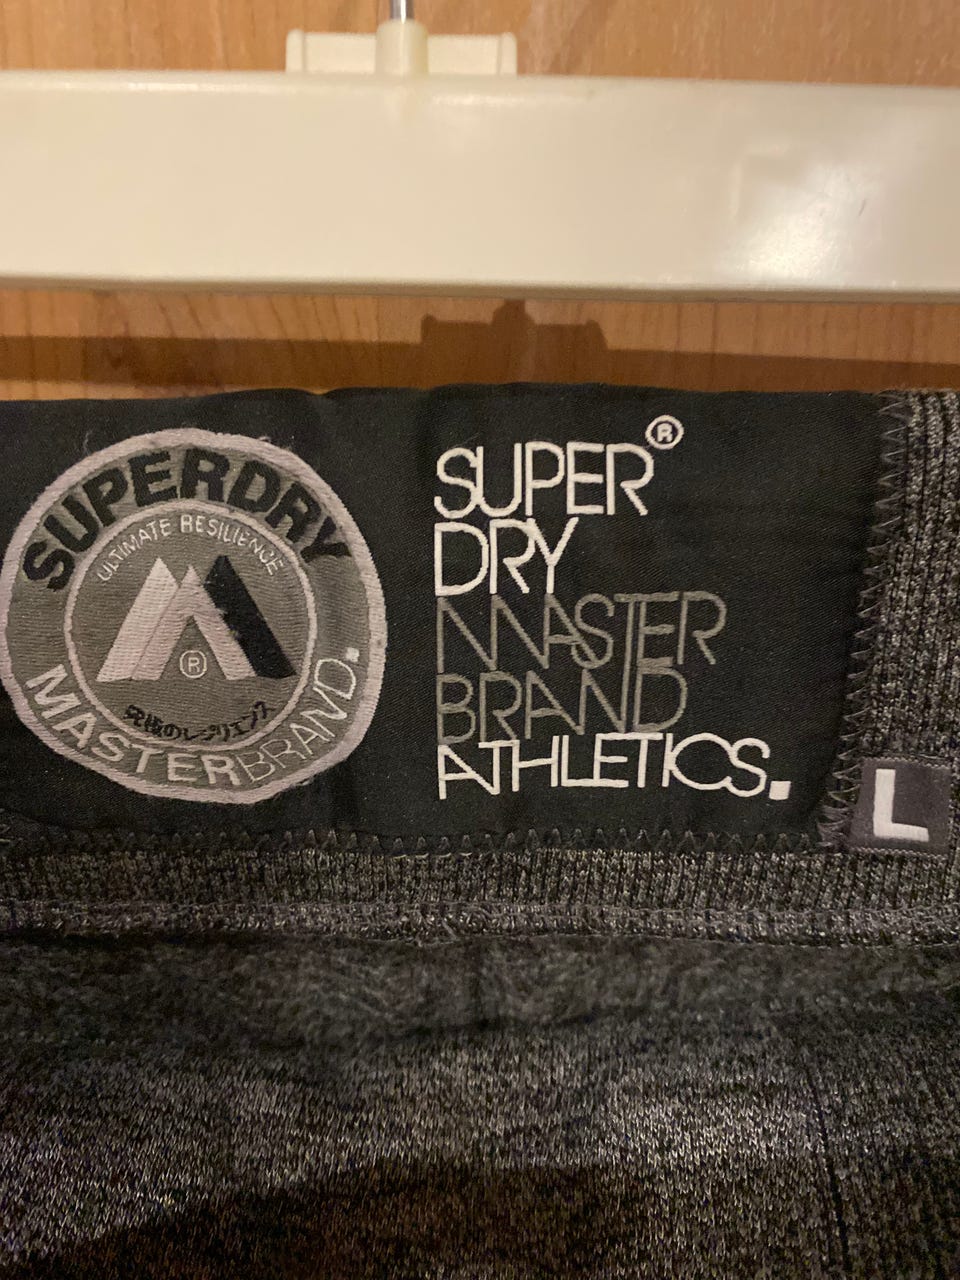 SUPERDRY
ULTIMATE RESILIENCE
®
究極のレジリエンス
MASTERBRAND.
SUPER®
DRY
MASTER
BRAND
ATHLETICS.
L